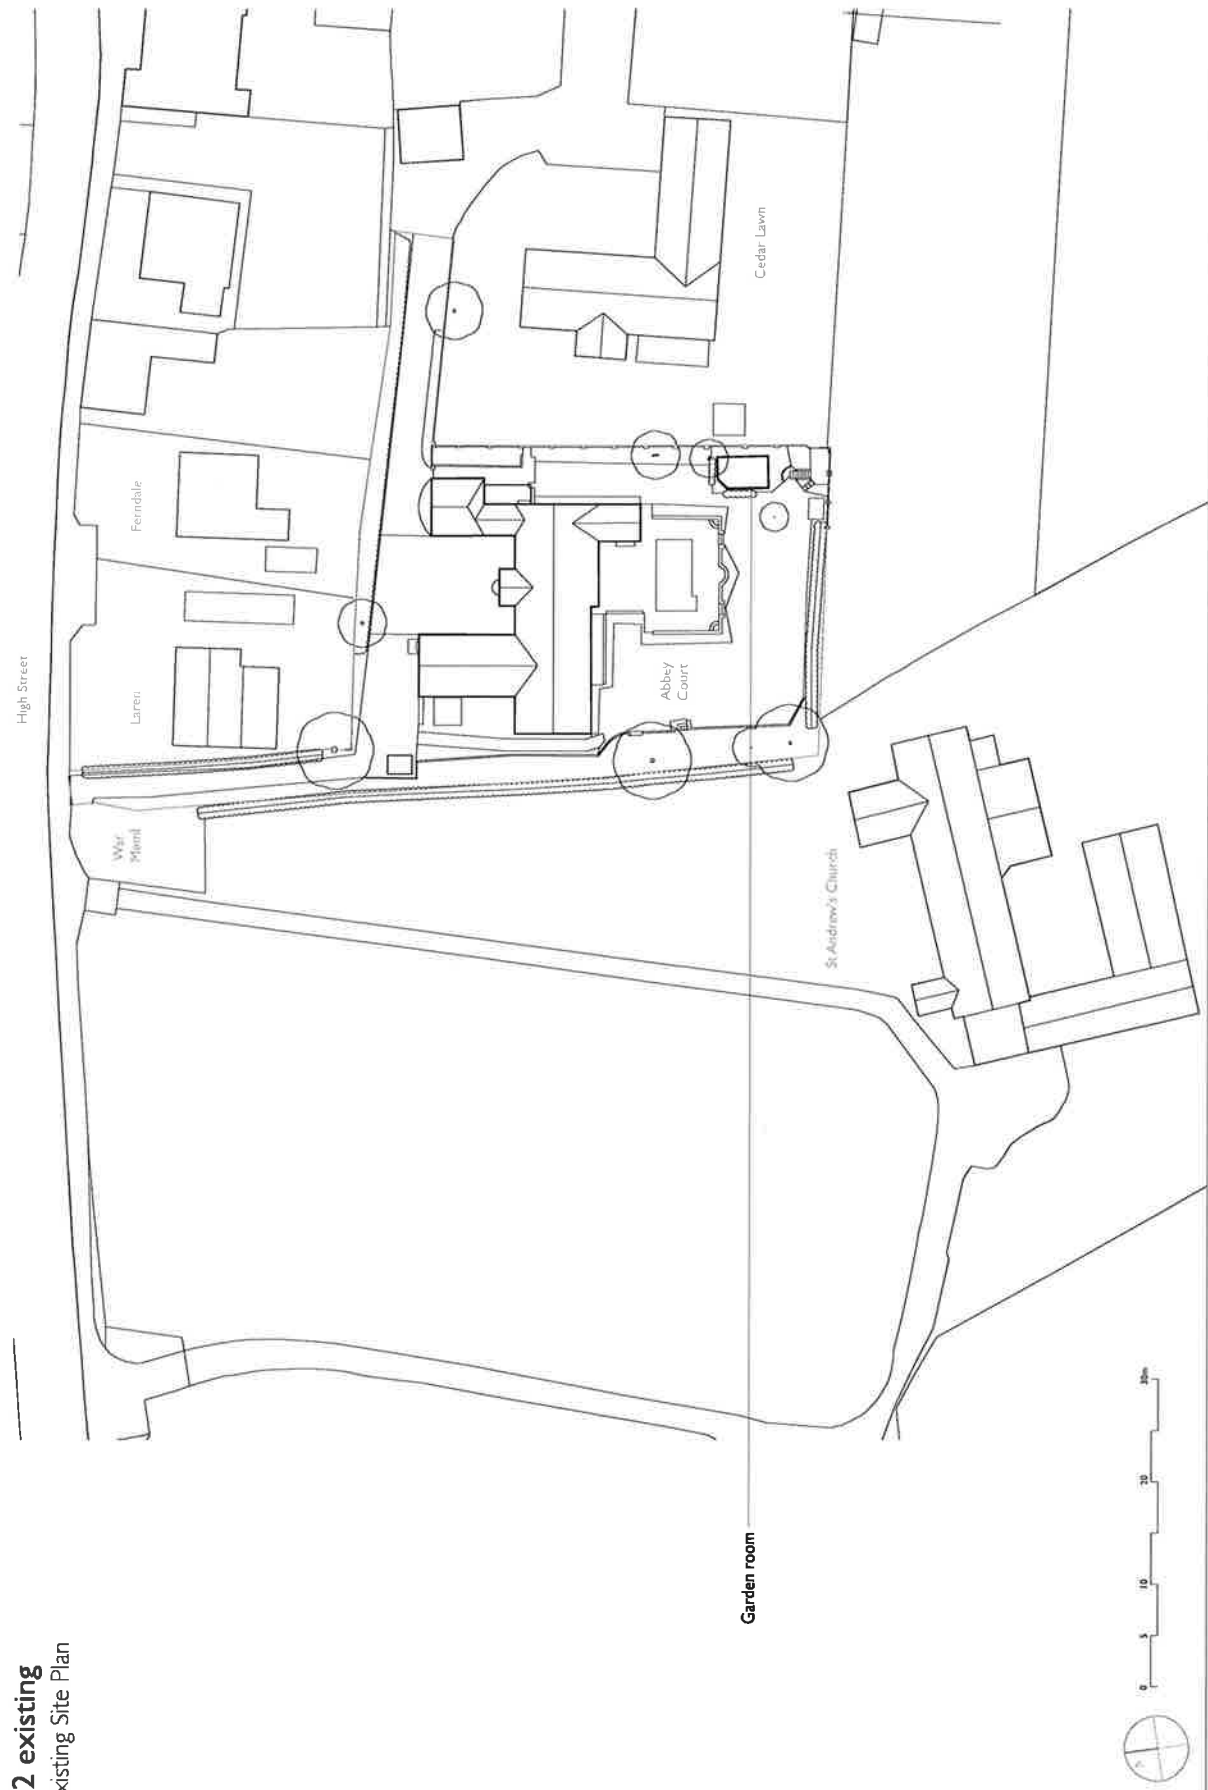 2 existing
xisting Site Plan
High Street
Laren
Ferndale
War
Meml
Abbey
Court
Cedar Lawn
St Andrew's Church
Garden room
0
5
10
20
30m